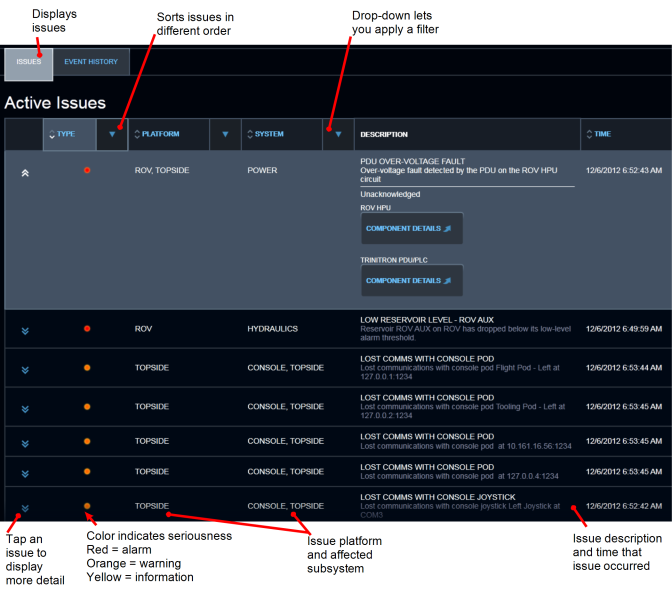 Displays
issues
Sorts issues in
different order
Drop-down lets
you apply a filter
ISSUES EVENT HISTORY
Active Issues
TYPE PLATFORM SYSTEM DESCRIPTION TIME
ROV, TOPSIDE POWER PDU OVER-VOLTAGE FAULT 12/6/2012 6:52:43 AM
Over-voltage fault detected by the PDU on the ROV HPU
circuit
Unacknowledged
ROV HPU
COMPONENT DETAILS
TRINITRON PDU/PLC
COMPONENT DETAILS
ROV HYDRAULICS LOW RESERVOIR LEVEL - ROV AUX 12/6/2012 6:49:59 AM
Reservoir ROV AUX on ROV has dropped below its low-level
alarm threshold.
TOPSIDE CONSOLE, TOPSIDE LOST COMMS WITH CONSOLE POD 12/6/2012 6:53:44 AM
Lost communications with console pod Flight Pod - Left at
127.0.0.1:1234
TOPSIDE CONSOLE, TOPSIDE LOST COMMS WITH CONSOLE POD 12/6/2012 6:53:45 AM
Lost communications with console pod Tooling Pod - Left at
127.0.0.2:1234
TOPSIDE CONSOLE, TOPSIDE LOST COMMS WITH CONSOLE POD 12/6/2012 6:53:45 AM
Lost communications with console pod at 10.161.16.56:1234
TOPSIDE CONSOLE, TOPSIDE LOST COMMS WITH CONSOLE POD 12/6/2012 6:53:45 AM
Lost communications with console pod at 127.0.0.4:1234
TOPSIDE CONSOLE, TOPSIDE LOST COMMS WITH CONSOLE JOYSTICK 12/6/2012 6:52:42 AM
Lost communications with console joystick Left Joystick at
COM3
Tap an
issue to
display
more detail
Color indicates seriousness
Red = alarm
Orange = warning
Yellow = information
Issue platform
and affected
subsystem
Issue description
and time that
issue occurred